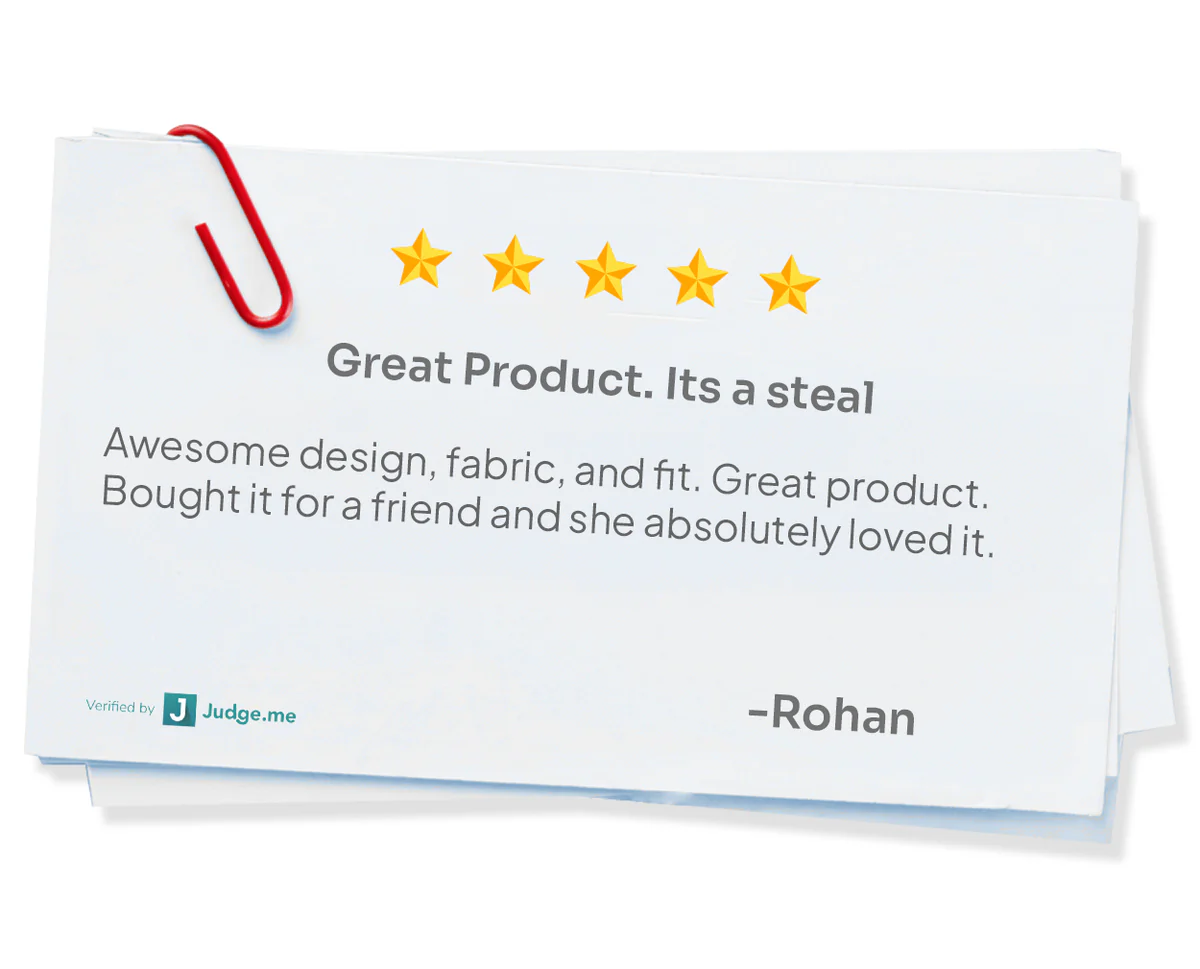 Great Product. Its a steal
Awesome design, fabric, and fit. Great product.
Bought it for a friend and she absolutely loved it.
Verified by J Judge.me
-Rohan